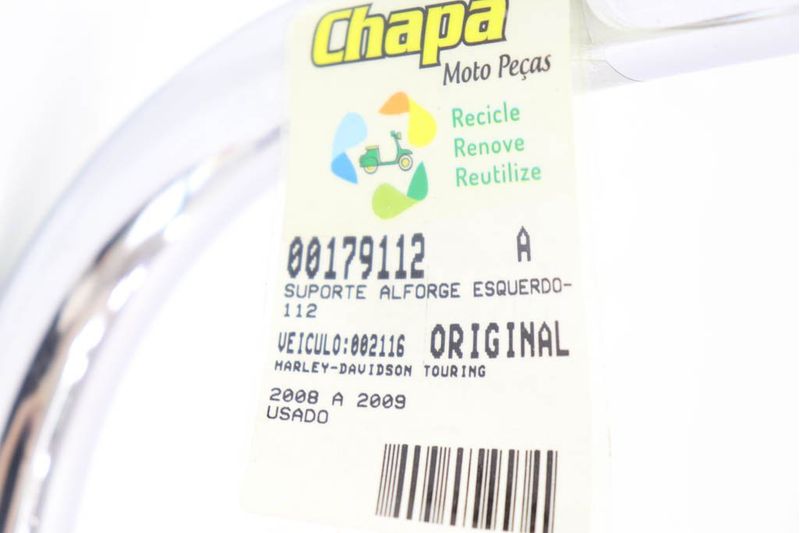 Chapa
Moto Peças
Recicle
Renove
Reutilize
00179112 A
SUPORTE ALFORGE ESQUERDO-
112
VEICULO:002116 ORIGINAL
HARLEY-DAVIDSON TOURING
2008 A 2009
USADO